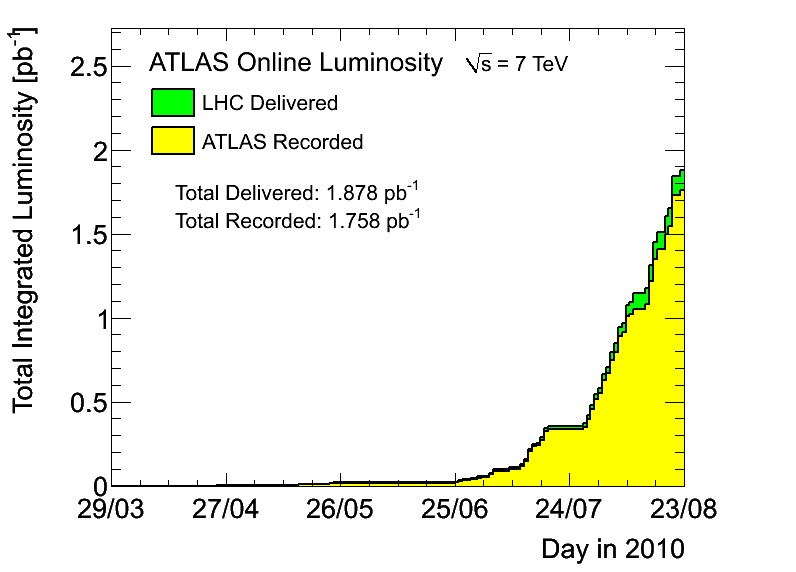 Total Integrated Luminosity [pb⁻¹]
ATLAS Online Luminosity √s = 7 TeV
LHC Delivered
ATLAS Recorded
Total Delivered: 1.878 pb⁻¹
Total Recorded: 1.758 pb⁻¹
2.5
2
1.5
1
0.5
0
29/03 27/04 26/05 25/06 24/07 23/08
Day in 2010